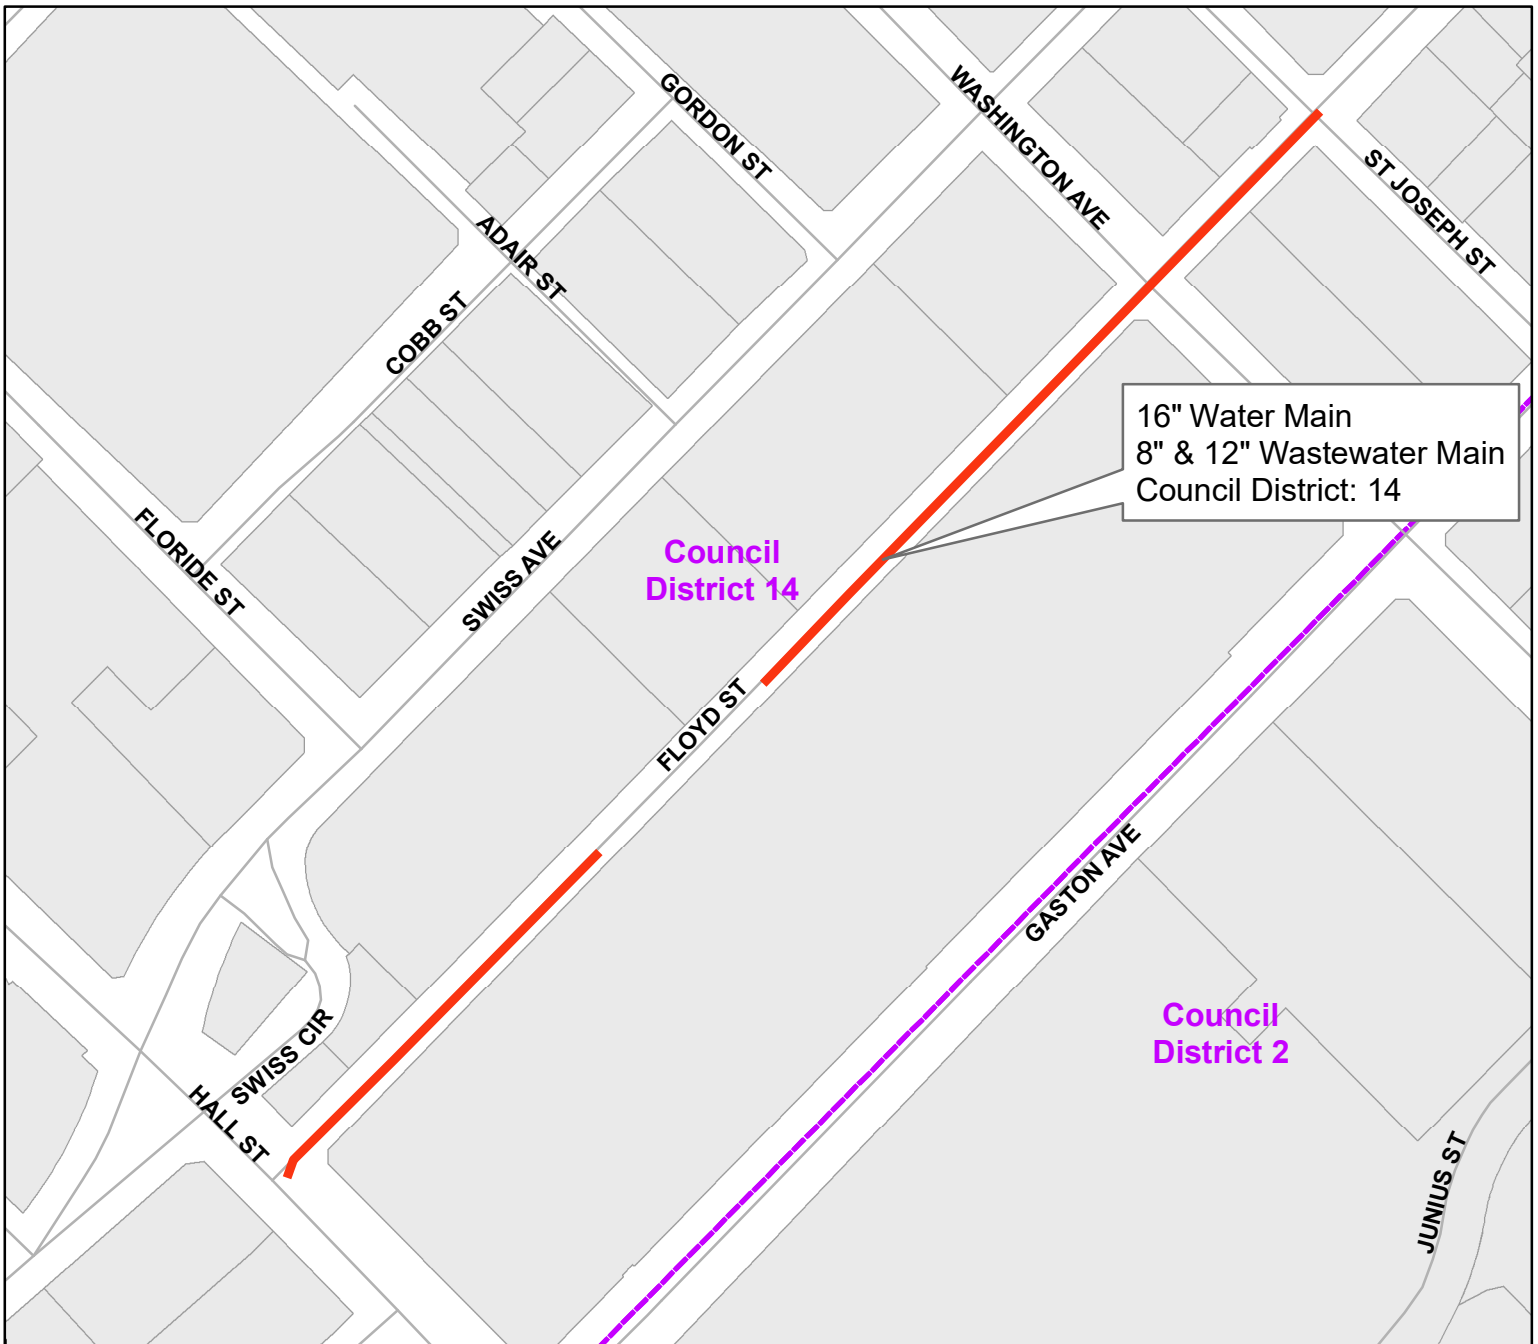 GORDON ST
WASHINGTON AVE
ST JOSEPH ST
ADAIR ST
COBB ST
16" Water Main
8" & 12" Wastewater Main
Council District: 14
FLORIDE ST
SWISS AVE
Council
District 14
FLOYD ST
GASTON AVE
Council
District 2
SWISS CIR
HALL ST
JUNIUS ST